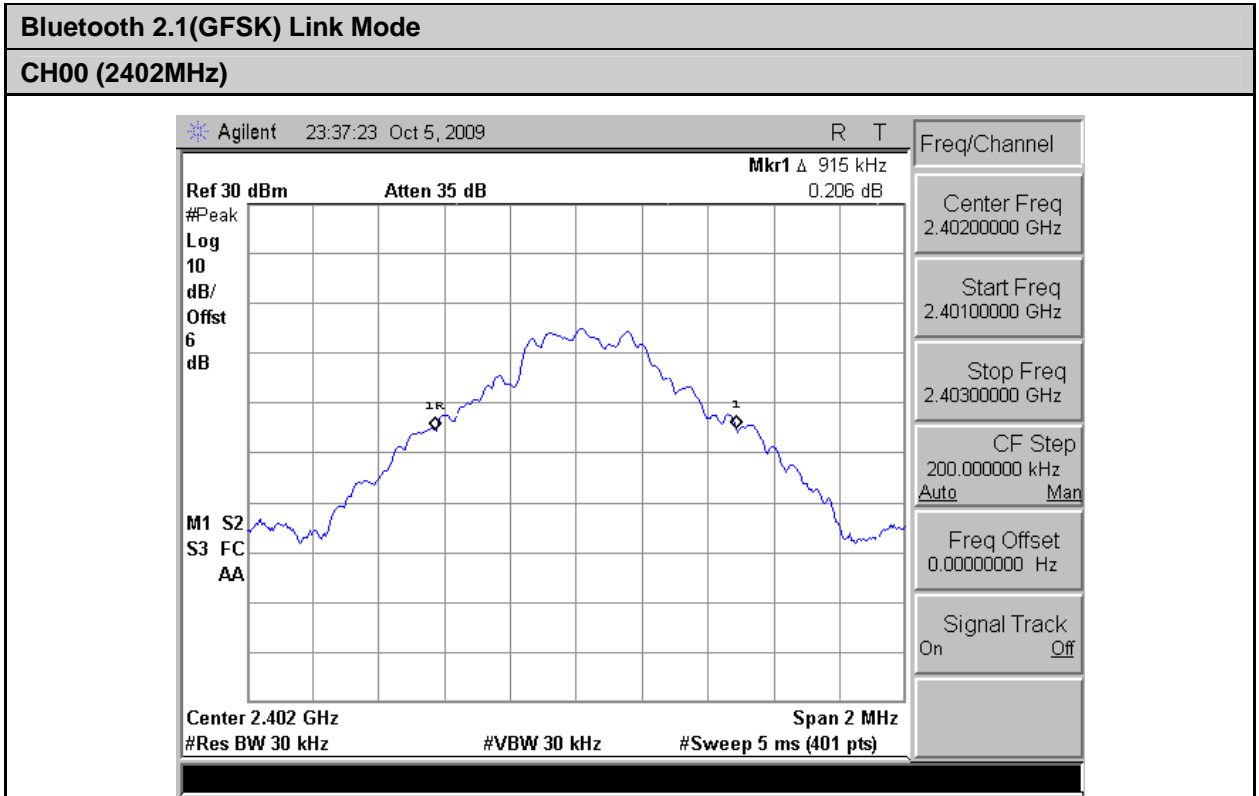 Bluetooth 2.1(GFSK) Link Mode
CH00 (2402MHz)
Agilent 23:37:23 Oct 5, 2009 R T
Freq/Channel
Mkr1 Δ 915 kHz
Ref 30 dBm Atten 35 dB 0.206 dB
#Peak
Log
10
dB/
Offst
6
dB
1R
1
M1 S2
S3 FC
AA
Center 2.402 GHz Span 2 MHz
#Res BW 30 kHz #VBW 30 kHz #Sweep 5 ms (401 pts)
Center Freq
2.40200000 GHz
Start Freq
2.40100000 GHz
Stop Freq
2.40300000 GHz
CF Step
200.000000 kHz
Auto Man
Freq Offset
0.00000000 Hz
Signal Track
On Off